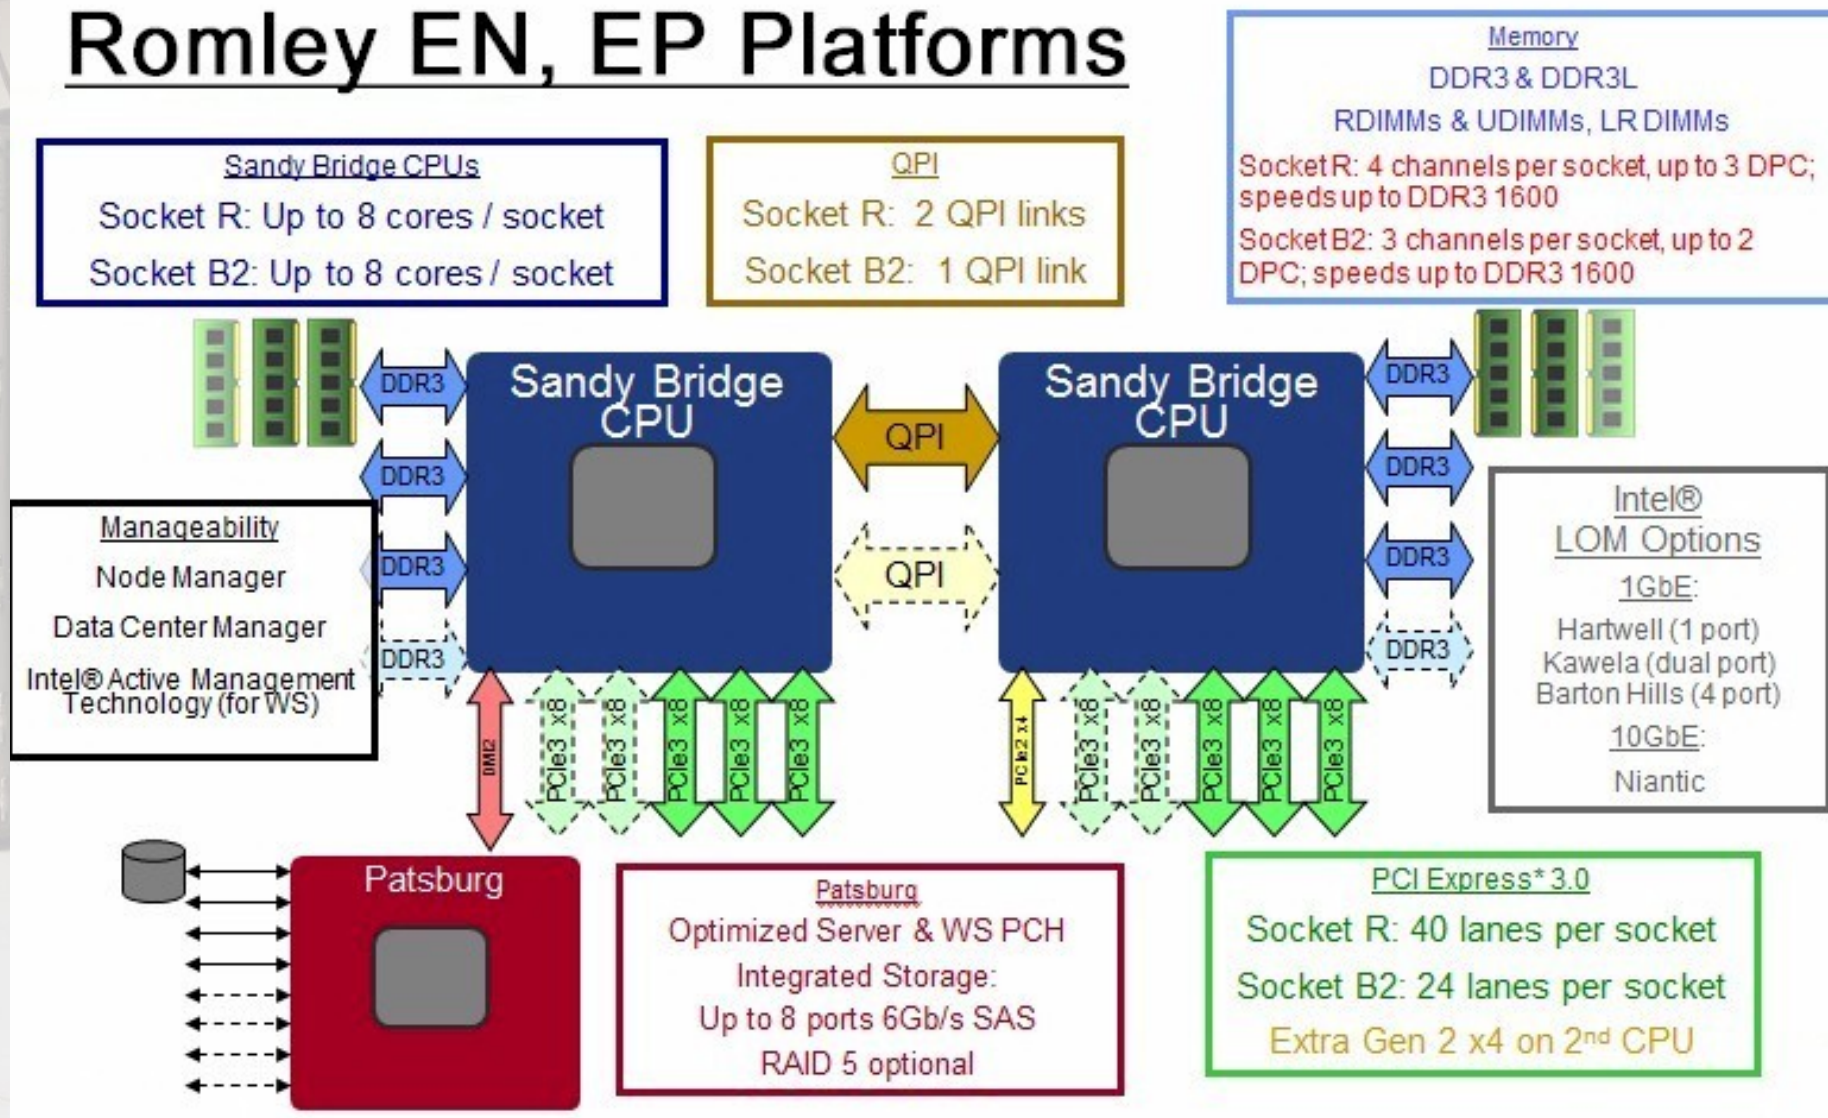 Romley EN, EP Platforms
Memory
DDR3 & DDR3L
RDIMMs & UDIMMs, LR DIMMs
Socket R: 4 channels per socket, up to 3 DPC;
speeds up to DDR3 1600
Socket B2: 3 channels per socket, up to 2
DPC; speeds up to DDR3 1600
Sandy Bridge CPUs
Socket R: Up to 8 cores / socket
Socket B2: Up to 8 cores / socket
QPI
Socket R: 2 QPI links
Socket B2: 1 QPI link
DDR3
DDR3
DDR3
DDR3
Sandy Bridge
CPU
QPI
QPI
Sandy Bridge
CPU
DDR3
DDR3
DDR3
DDR3
Manageability
Node Manager
Data Center Manager
Intel® Active Management
Technology (for WS)
Intel®
LOM Options
1GbE:
Hartwell (1 port)
Kawela (dual port)
Barton Hills (4 port)
10GbE:
Niantic
DMI2
PCIe3 x8
PCIe3 x8
PCIe3 x8
PCIe3 x8
PCIe3 x8
PCIe2 x4
PCIe3 x8
PCIe3 x8
PCIe3 x8
PCIe3 x8
PCIe3 x8
Patsburg
Patsburg
Optimized Server & WS PCH
Integrated Storage:
Up to 8 ports 6Gb/s SAS
RAID 5 optional
PCI Express* 3.0
Socket R: 40 lanes per socket
Socket B2: 24 lanes per socket
Extra Gen 2 x4 on 2nd CPU